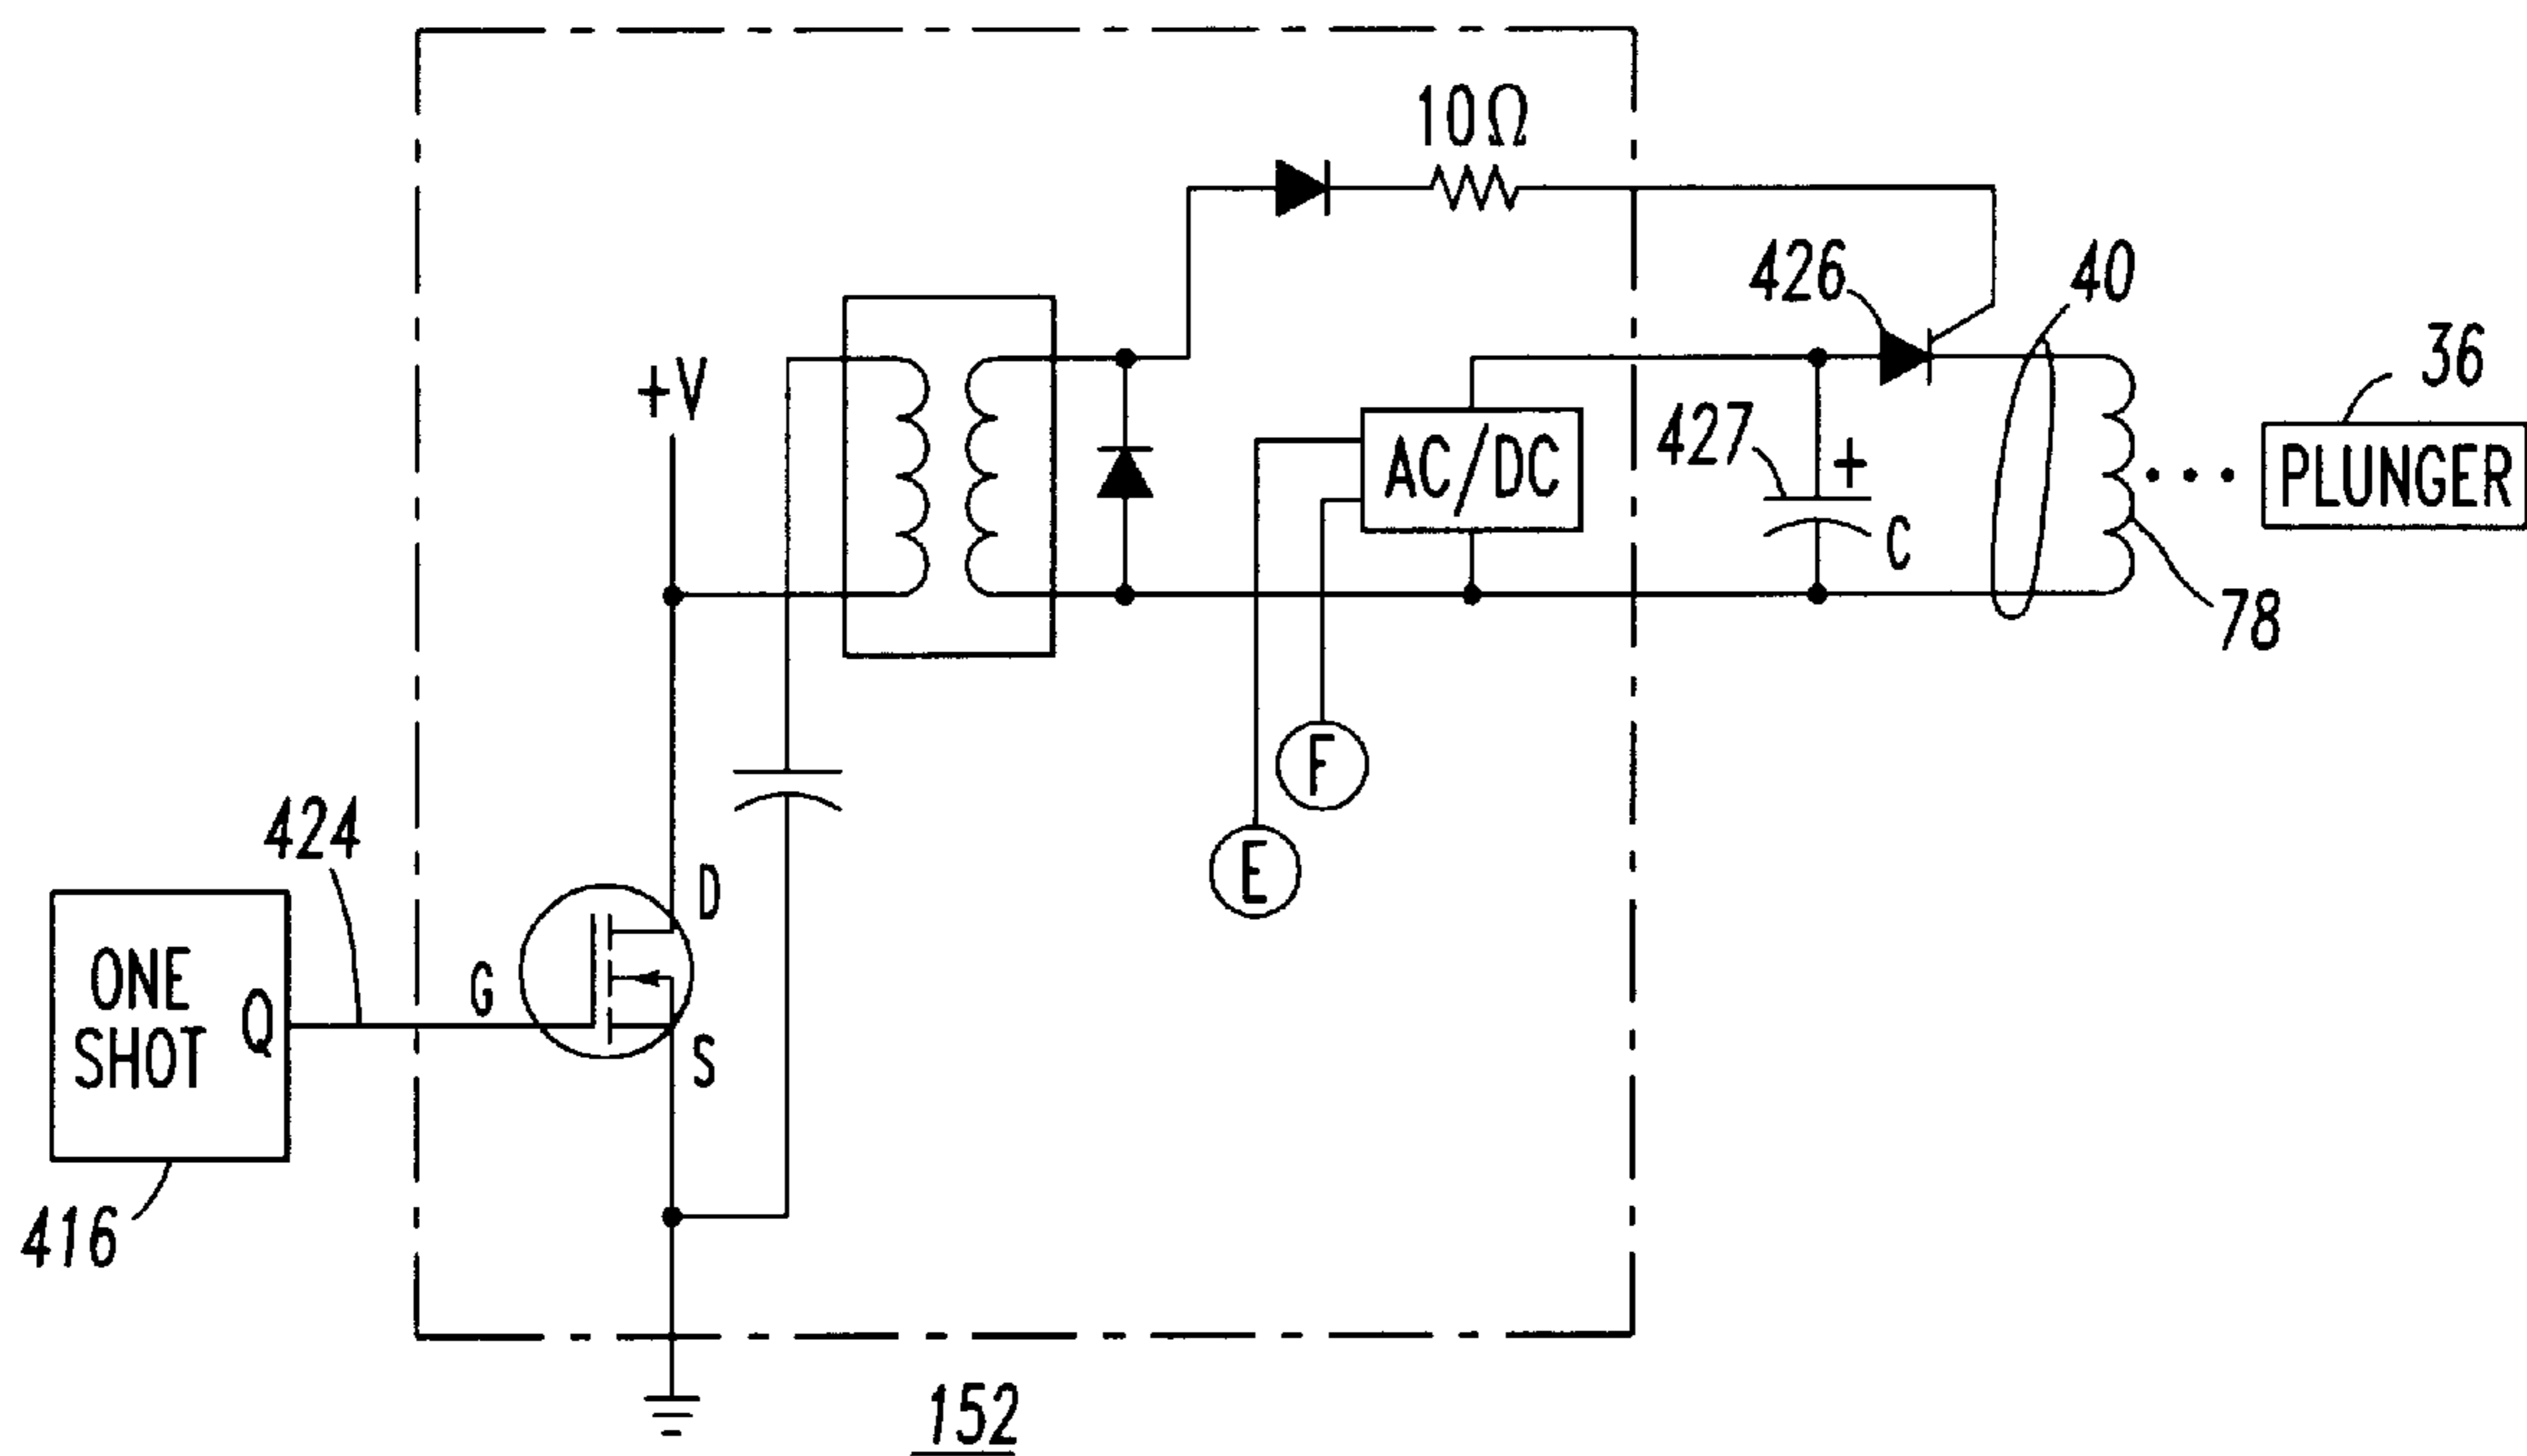 10Ω
426
40
36
+V
427
+
AC/DC
PLUNGER
C
78
F
E
424
D
ONE
SHOT
Q
G
S
416
152